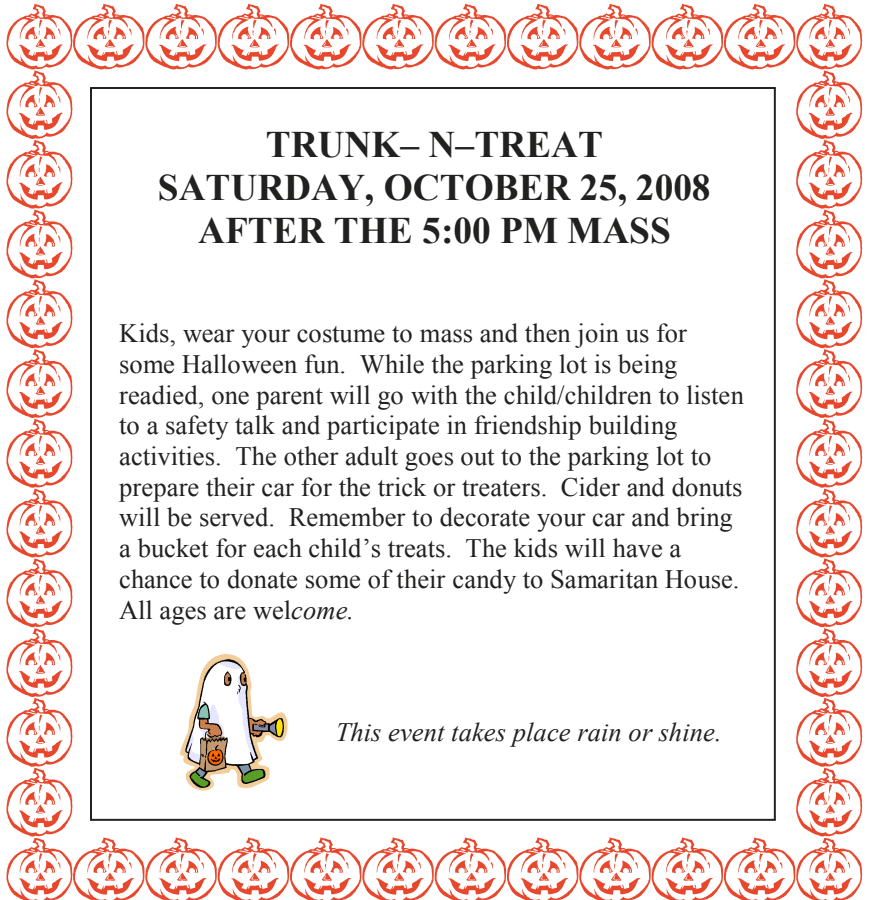 TRUNK– N–TREAT
SATURDAY, OCTOBER 25, 2008
AFTER THE 5:00 PM MASS
Kids, wear your costume to mass and then join us for
some Halloween fun.  While the parking lot is being
readied, one parent will go with the child/children to listen
to a safety talk and participate in friendship building
activities.  The other adult goes out to the parking lot to
prepare their car for the trick or treaters.  Cider and donuts
will be served.  Remember to decorate your car and bring
a bucket for each child’s treats.  The kids will have a
chance to donate some of their candy to Samaritan House.
All ages are welcome.
This event takes place rain or shine.